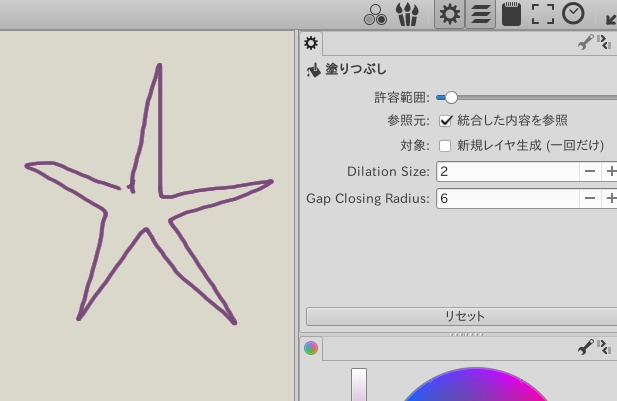 塗りつぶし
許容範囲:
参照元: 統合した内容を参照
対象: 新規レイヤ生成 (一回だけ)
Dilation Size: 2
Gap Closing Radius: 6
リセット